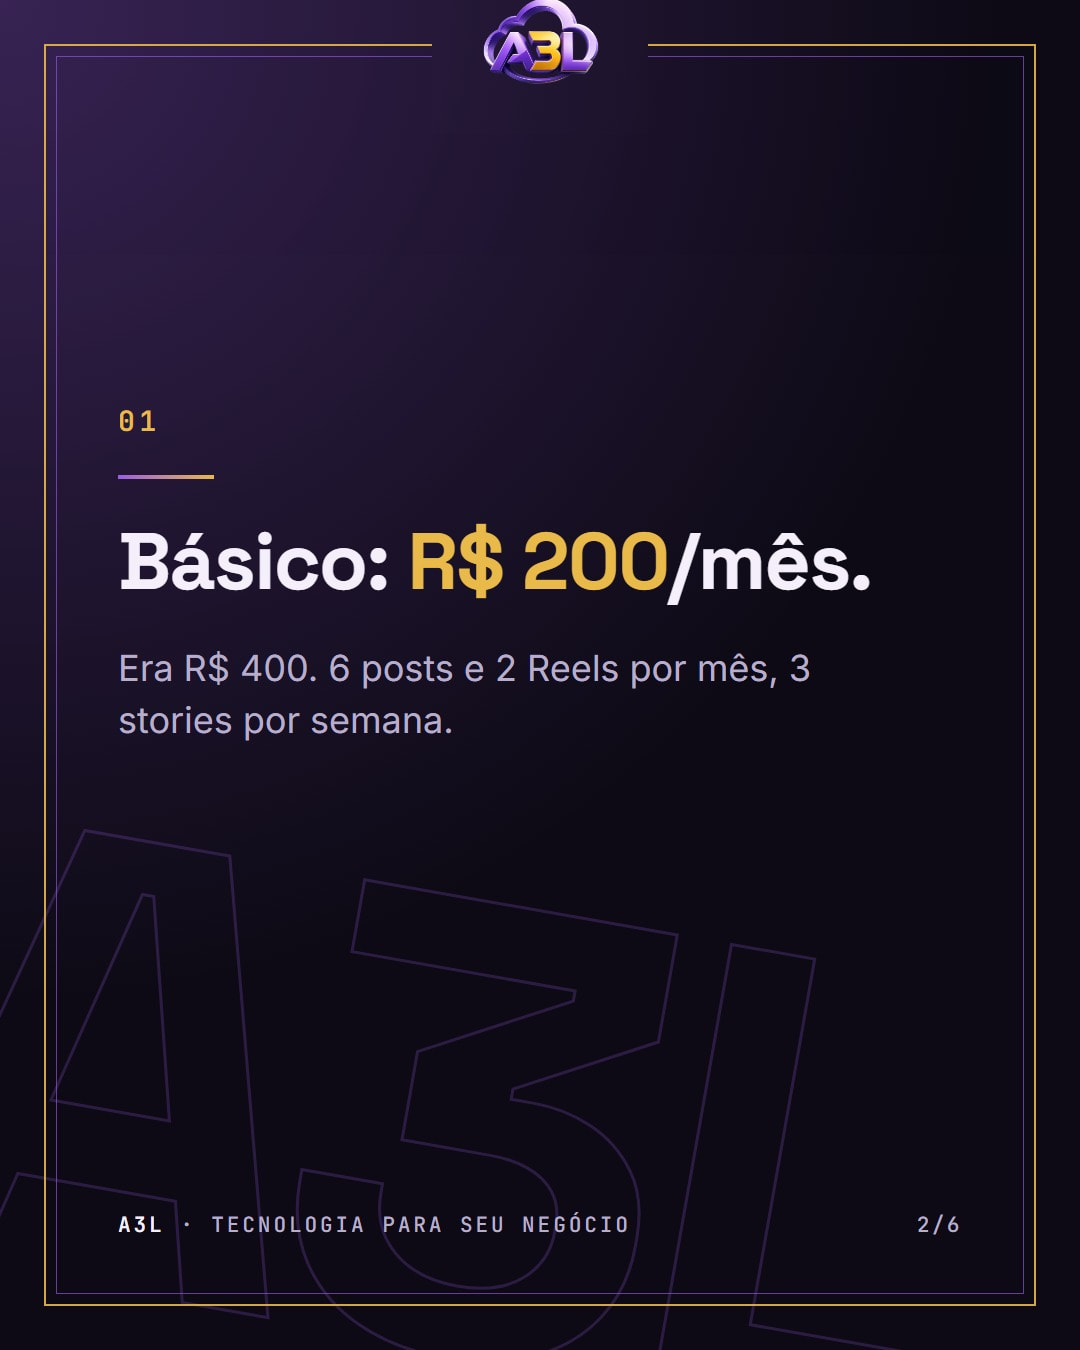 A3L
01
Básico: R$ 200/mês.
Era R$ 400. 6 posts e 2 Reels por mês, 3
stories por semana.
A3L
A3L · TECNOLOGIA PARA SEU NEGÓCIO
2/6